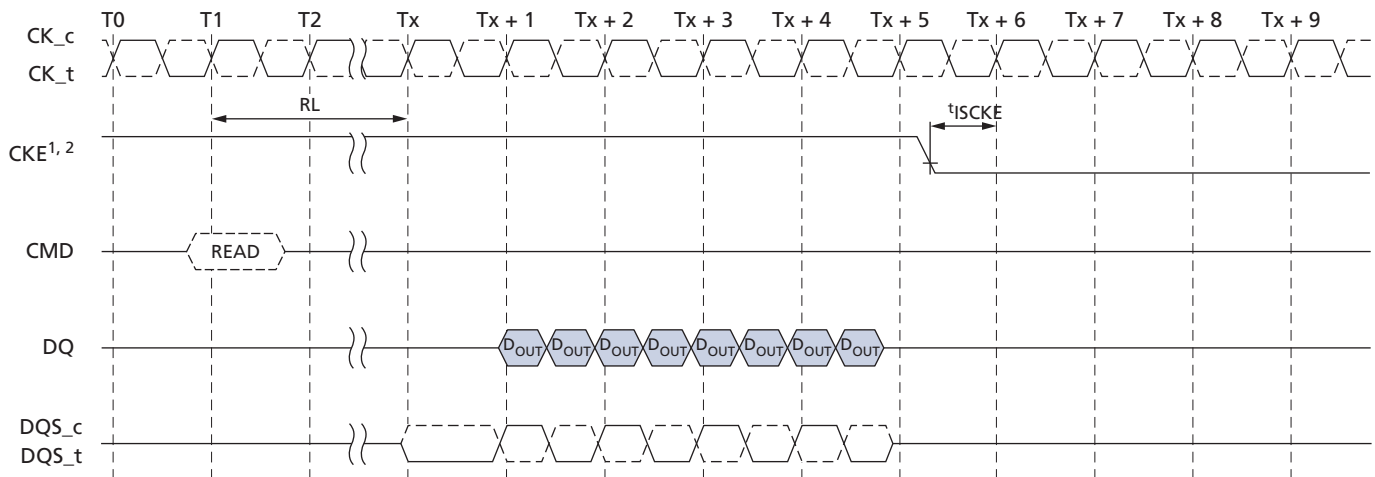 T0 T1 T2 Tx Tx + 1 Tx + 2 Tx + 3 Tx + 4 Tx + 5 Tx + 6 Tx + 7 Tx + 8 Tx + 9
CK_c
CK_t
RL
tISCKE
CKE1, 2
CMD
READ
DQ
DOUT DOUT DOUT DOUT DOUT DOUT DOUT DOUT
DQS_c
DQS_t